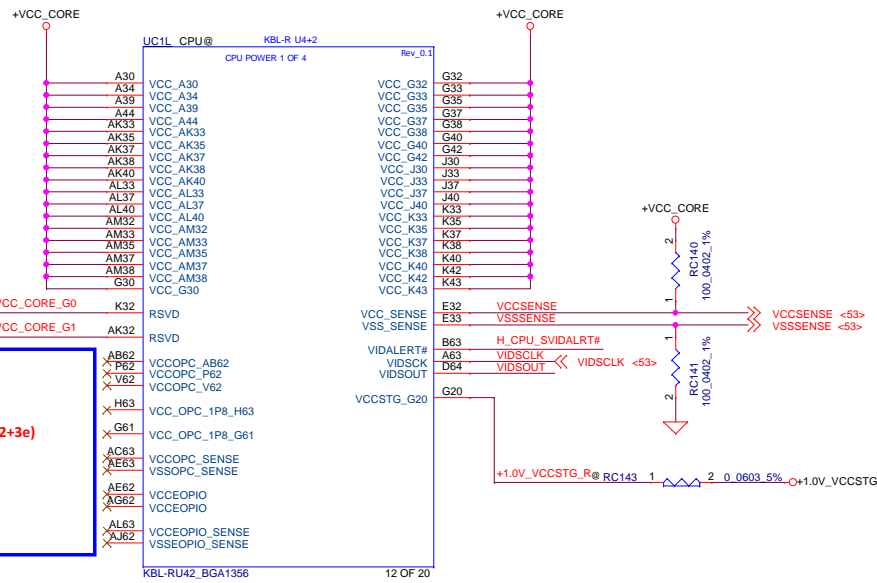 +VCC_CORE
+VCC_CORE
UC1L CPU@ KBL-R U4+2
CPU POWER 1 OF 4
Rev_0.1
A30 VCC_A30 VCC_G32 G32
A34 VCC_A34 VCC_G33 G33
A39 VCC_A39 VCC_G35 G35
A44 VCC_A44 VCC_G37 G37
AK33 VCC_AK33 VCC_G38 G38
AK35 VCC_AK35 VCC_G40 G40
AK37 VCC_AK37 VCC_G42 G42
AK38 VCC_AK38 VCC_J30 J30
AK40 VCC_AK40 VCC_J33 J33
AL33 VCC_AL33 VCC_J37 J37
AL37 VCC_AL37 VCC_J40 J40
AL40 VCC_AL40 VCC_K33 K33
AM32 VCC_AM32 VCC_K35 K35
AM33 VCC_AM33 VCC_K37 K37
AM35 VCC_AM35 VCC_K38 K38
AM37 VCC_AM37 VCC_K40 K40
AM38 VCC_AM38 VCC_K42 K42
G30 VCC_G30 VCC_K43 K43
+VCC_CORE
2
RC140
100_0402_1%
1
VCC_CORE_G0 K32 RSVD VCC_SENSE E32 VCCSENSE VCCSENSE <53>
VSS_SENSE E33 VSSSENSE VSSSENSE <53>
VCC_CORE_G1 AK32 RSVD
1
RC141
100_0402_1%
2
VIDALERT# B63 H_CPU_SVIDALRT#
AB62 VCCOPC_AB62 VIDSCK A63 VIDSCLK VIDSCLK <53>
P62 VCCOPC_P62 VIDSOUT D64 VIDSOUT
V62 VCCOPC_V62
VCCSTG_G20 G20
H63 VCC_OPC_1P8_H63
2+3e)
G61 VCC_OPC_1P8_G61
AC63 VCCOPC_SENSE
AE63 VSSOPC_SENSE
+1.0V_VCCSTG_R @ RC143 1 2 0_0603_5% +1.0V_VCCSTG
AE62 VCCEOPIO
AG62 VCCEOPIO
AL63 VCCEOPIO_SENSE
AJ62 VSSEOPIO_SENSE
KBL-RU42_BGA1356 12 OF 20